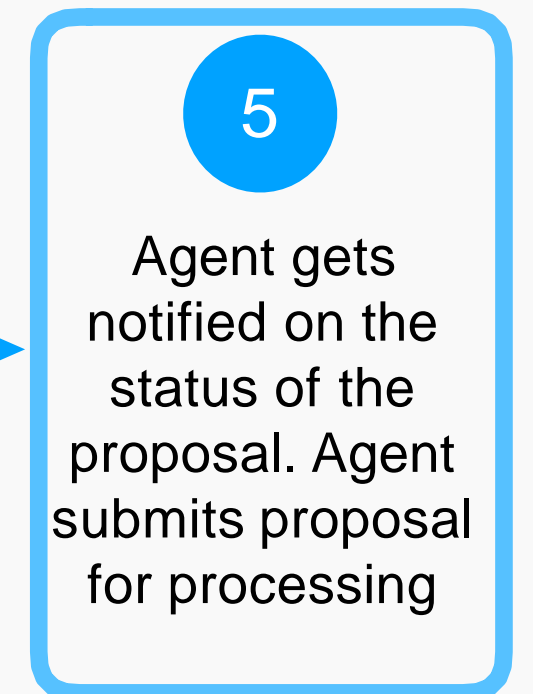 5
Agent gets
notified on the
status of the
proposal. Agent
submits proposal
for processing